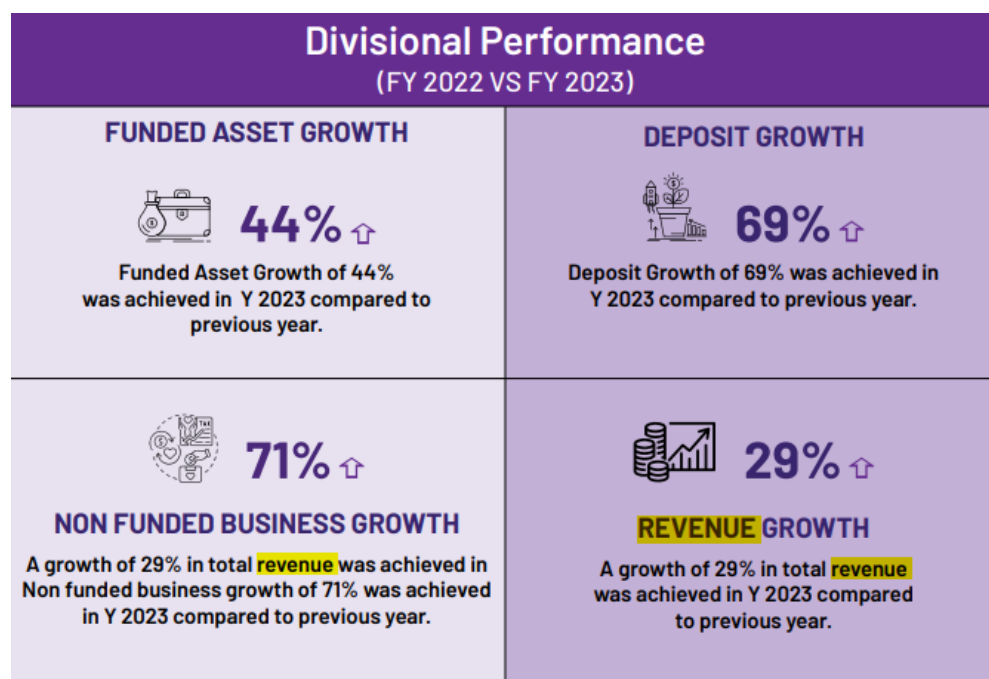 Divisional Performance
(FY 2022 VS FY 2023)
FUNDED ASSET GROWTH
44%
Funded Asset Growth of 44%
was achieved in Y 2023 compared to
previous year.
DEPOSIT GROWTH
69%
Deposit Growth of 69% was achieved in
Y 2023 compared to previous year.
71%
NON FUNDED BUSINESS GROWTH
A growth of 29% in total revenue was achieved in
Non funded business growth of 71% was achieved
in Y 2023 compared to previous year.
29%
REVENUE GROWTH
A growth of 29% in total revenue
was achieved in Y 2023 compared
to previous year.